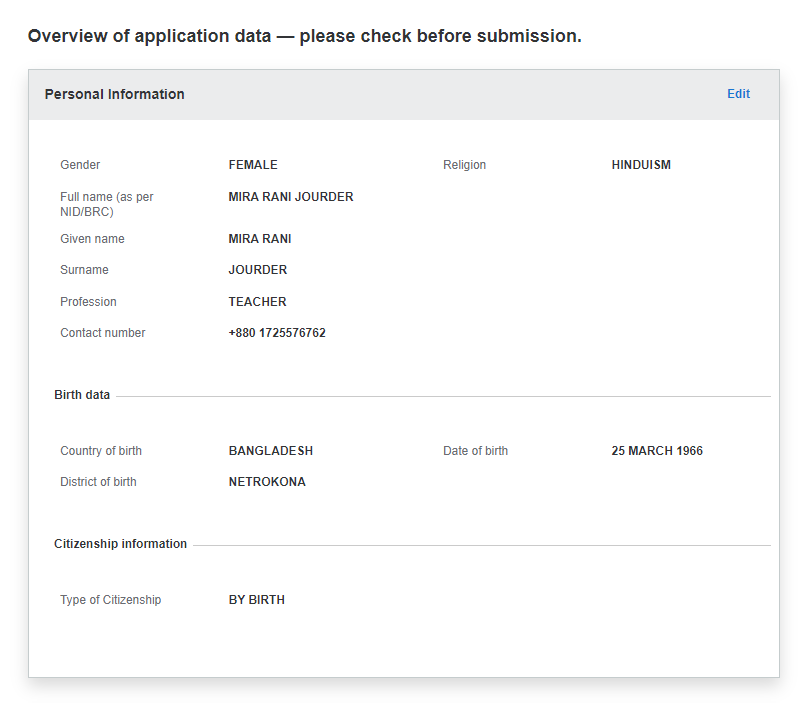 Overview of application data — please check before submission.
Personal Information Edit
Gender FEMALE Religion HINDUISM
Full name (as per MIRA RANI JOURDER
NID/BRC)
Given name MIRA RANI
Surname JOURDER
Profession TEACHER
Contact number +880 1725576762
Birth data
Country of birth BANGLADESH Date of birth 25 MARCH 1966
District of birth NETROKONA
Citizenship information
Type of Citizenship BY BIRTH